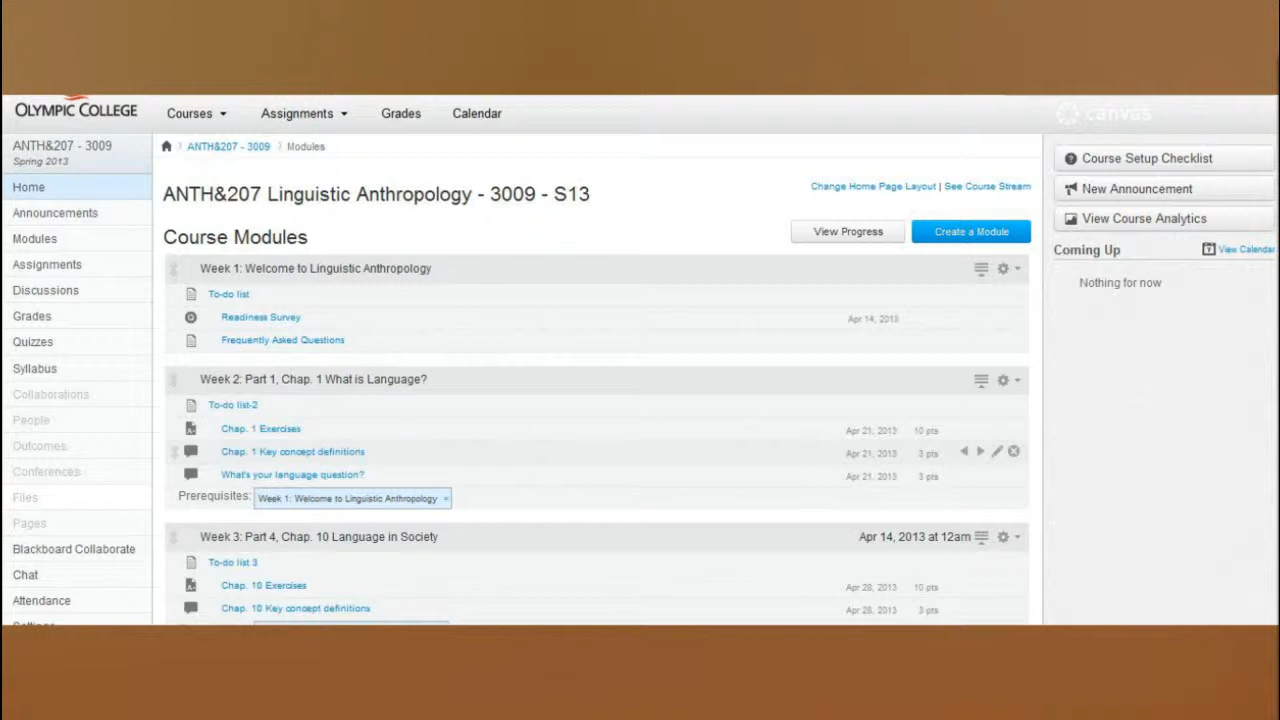 OLYMPIC COLLEGE
Courses
Assignments
Grades
Calendar
canvas
ANTH&207 - 3009
Spring 2013
Home
Announcements
Modules
Assignments
Discussions
Grades
Quizzes
Syllabus
Collaborations
People
Outcomes
Conferences
Files
Pages
Blackboard Collaborate
Chat
Attendance
ANTH&207 - 3009 Modules
ANTH&207 Linguistic Anthropology - 3009 - S13
Change Home Page Layout | See Course Stream
Course Modules
View Progress
Create a Module
Week 1: Welcome to Linguistic Anthropology
To-do list
Readiness Survey Apr 14, 2013
Frequently Asked Questions
Week 2: Part 1, Chap. 1 What is Language?
To-do list-2
Chap. 1 Exercises Apr 21, 2013 10 pts
Chap. 1 Key concept definitions Apr 21, 2013 3 pts
What's your language question? Apr 21, 2013 3 pts
Prerequisites: Week 1: Welcome to Linguistic Anthropology ×
Week 3: Part 4, Chap. 10 Language in Society Apr 14, 2013 at 12am
To-do list 3
Chap. 10 Exercises Apr 28, 2013 10 pts
Chap. 10 Key concept definitions Apr 28, 2013 3 pts
Course Setup Checklist
New Announcement
View Course Analytics
Coming Up
View Calendar
Nothing for now